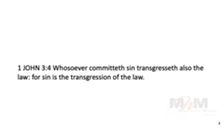 1 JOHN 3:4 Whosoever committeth sin transgresseth also the
law: for sin is the transgression of the law.